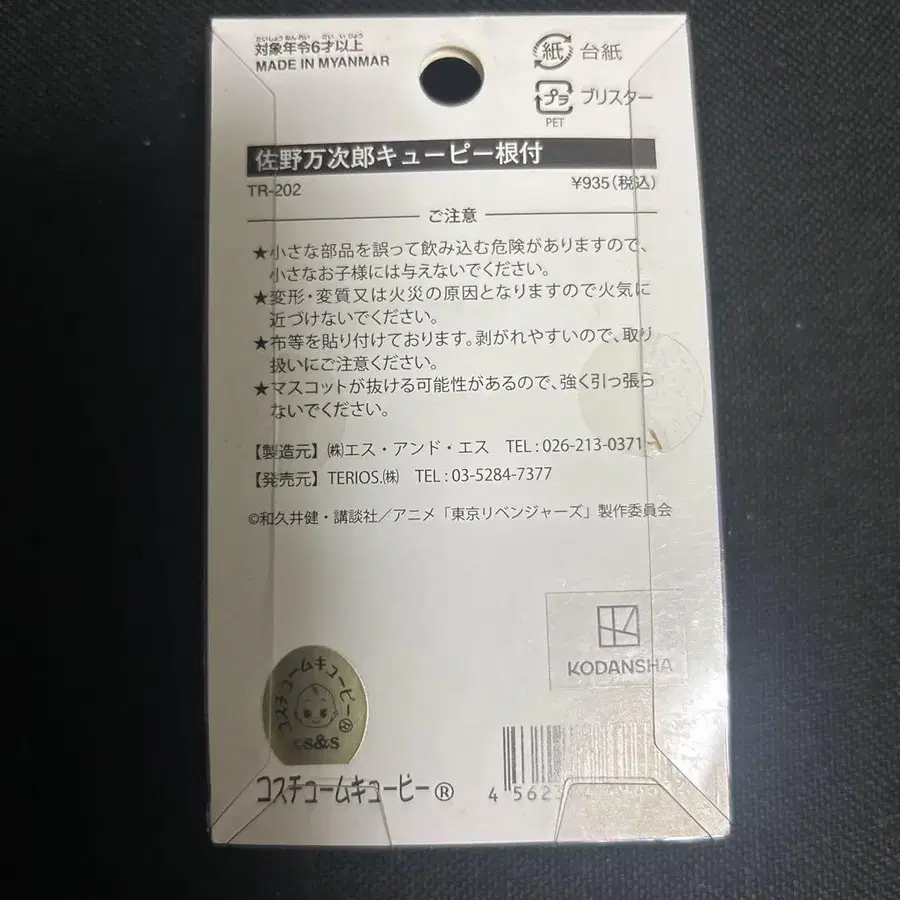 たいしょうねんれい さい いじょう
対象年令6才以上
MADE IN MYANMAR
紙 台紙
プラ ブリスター
PET
佐野万次郎キューピー根付
TR-202 ¥935(税込)
ご注意
★小さな部品を誤って飲み込む危険がありますので、
小さなお子様には与えないでください。
★変形・変質又は火災の原因となりますので火気に
近づけないでください。
★布等を貼り付けております。剥がれやすいので、取り
扱いにご注意ください。
★マスコットが抜ける可能性があるので、強く引っ張ら
ないでください。
【製造元】㈱エス・アンド・エス TEL:026-213-0371
【発売元】TERIOS.㈱ TEL:03-5284-7377
©和久井健・講談社/アニメ「東京リベンジャーズ」製作委員会
KODANSHA
コスチュームキューピー
©S&S
コスチュームキューピー®
4 562